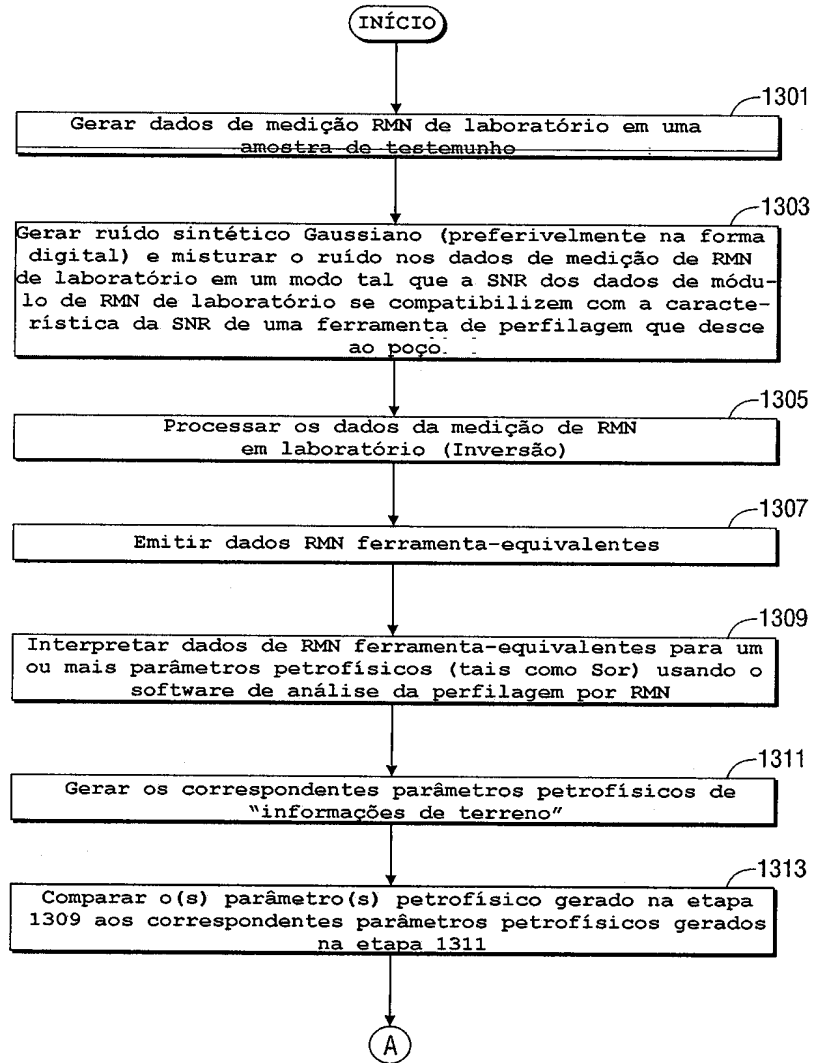 INÍCIO
1301
Gerar dados de medição RMN de laboratório em uma
amostra de testemunho
1303
Gerar ruído sintético Gaussiano (preferivelmente na forma
digital) e misturar o ruído nos dados de medição de RMN
de laboratório em um modo tal que a SNR dos dados de módu-
lo de RMN de laboratório se compatibilizem com a caracte-
rística da SNR de uma ferramenta de perfilagem que desce
ao poço.
1305
Processar os dados da medição de RMN
em laboratório (Inversão)
1307
Emitir dados RMN ferramenta-equivalentes
1309
Interpretar dados de RMN ferramenta-equivalentes para um
ou mais parâmetros petrofísicos (tais como Sor) usando o
software de análise da perfilagem por RMN
1311
Gerar os correspondentes parâmetros petrofísicos de
"informações de terreno"
1313
Comparar o(s) parâmetro(s) petrofísico gerado na etapa
1309 aos correspondentes parâmetros petrofísicos gerados
na etapa 1311
A